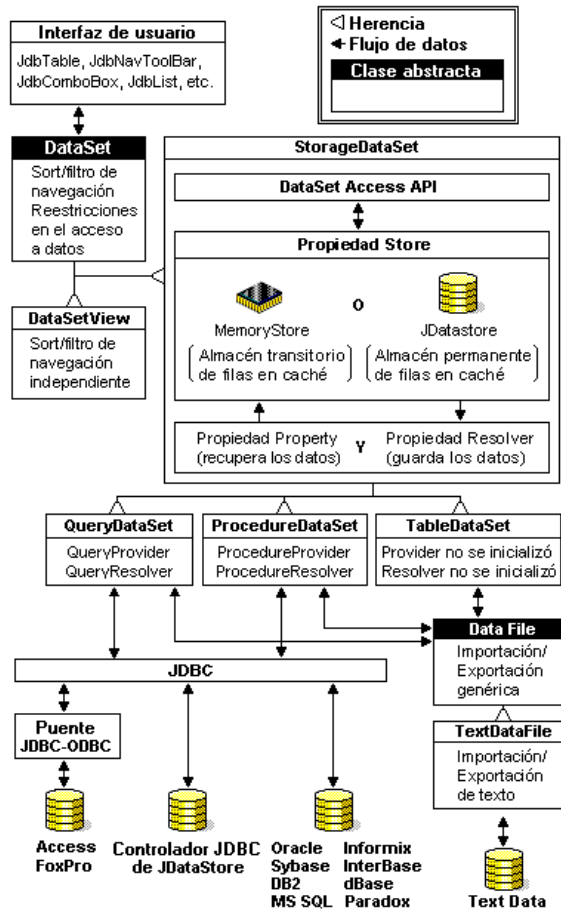 Interfaz de usuario
JdbTable, JdbNavToolBar,
JdbComboBox, JdbList, etc.
Herencia
Flujo de datos
Clase abstracta
DataSet
Sort/filtro de
navegación
Reestricciones
en el acceso
a datos
StorageDataSet
DataSet Access API
Propiedad Store
MemoryStore
O
JDatastore
Almacén transitorio
de filas en caché
Almacén permanente
de filas en caché
DataSetView
Sort/filtro de
navegación
independiente
Propiedad Property
(recupera los datos)
Y
Propiedad Resolver
(guarda los datos)
QueryDataSet
QueryProvider
QueryResolver
ProcedureDataSet
ProcedureProvider
ProcedureResolver
TableDataSet
Provider no se inicializó
Resolver no se inicializó
Data File
Importación/
Exportación
genérica
JDBC
Puente
JDBC-ODBC
TextDataFile
Importación/
Exportación
de texto
Access
FoxPro
Controlador JDBC
de JDataStore
Oracle
Sybase
DB2
MS SQL
Informix
InterBase
dBase
Paradox
Text Data